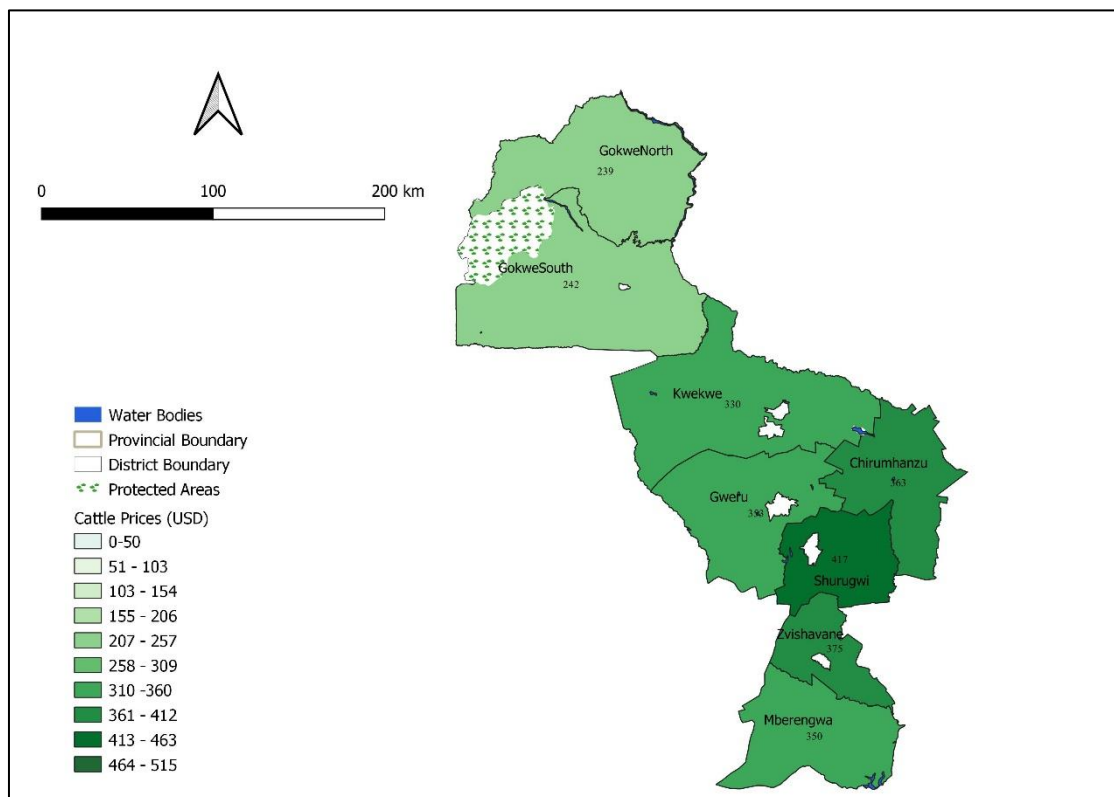 0 100 200 km
GokweNorth
239
GokweSouth
242
Kwekwe
330
Chirumhanzu
363
Gweru
417
Shurugwi
Zvishavane
375
Mberengwa
350
Water Bodies
Provincial Boundary
District Boundary
Protected Areas
Cattle Prices (USD)
0-50
51 - 103
103 - 154
155 - 206
207 - 257
258 - 309
310 -360
361 - 412
413 - 463
464 - 515